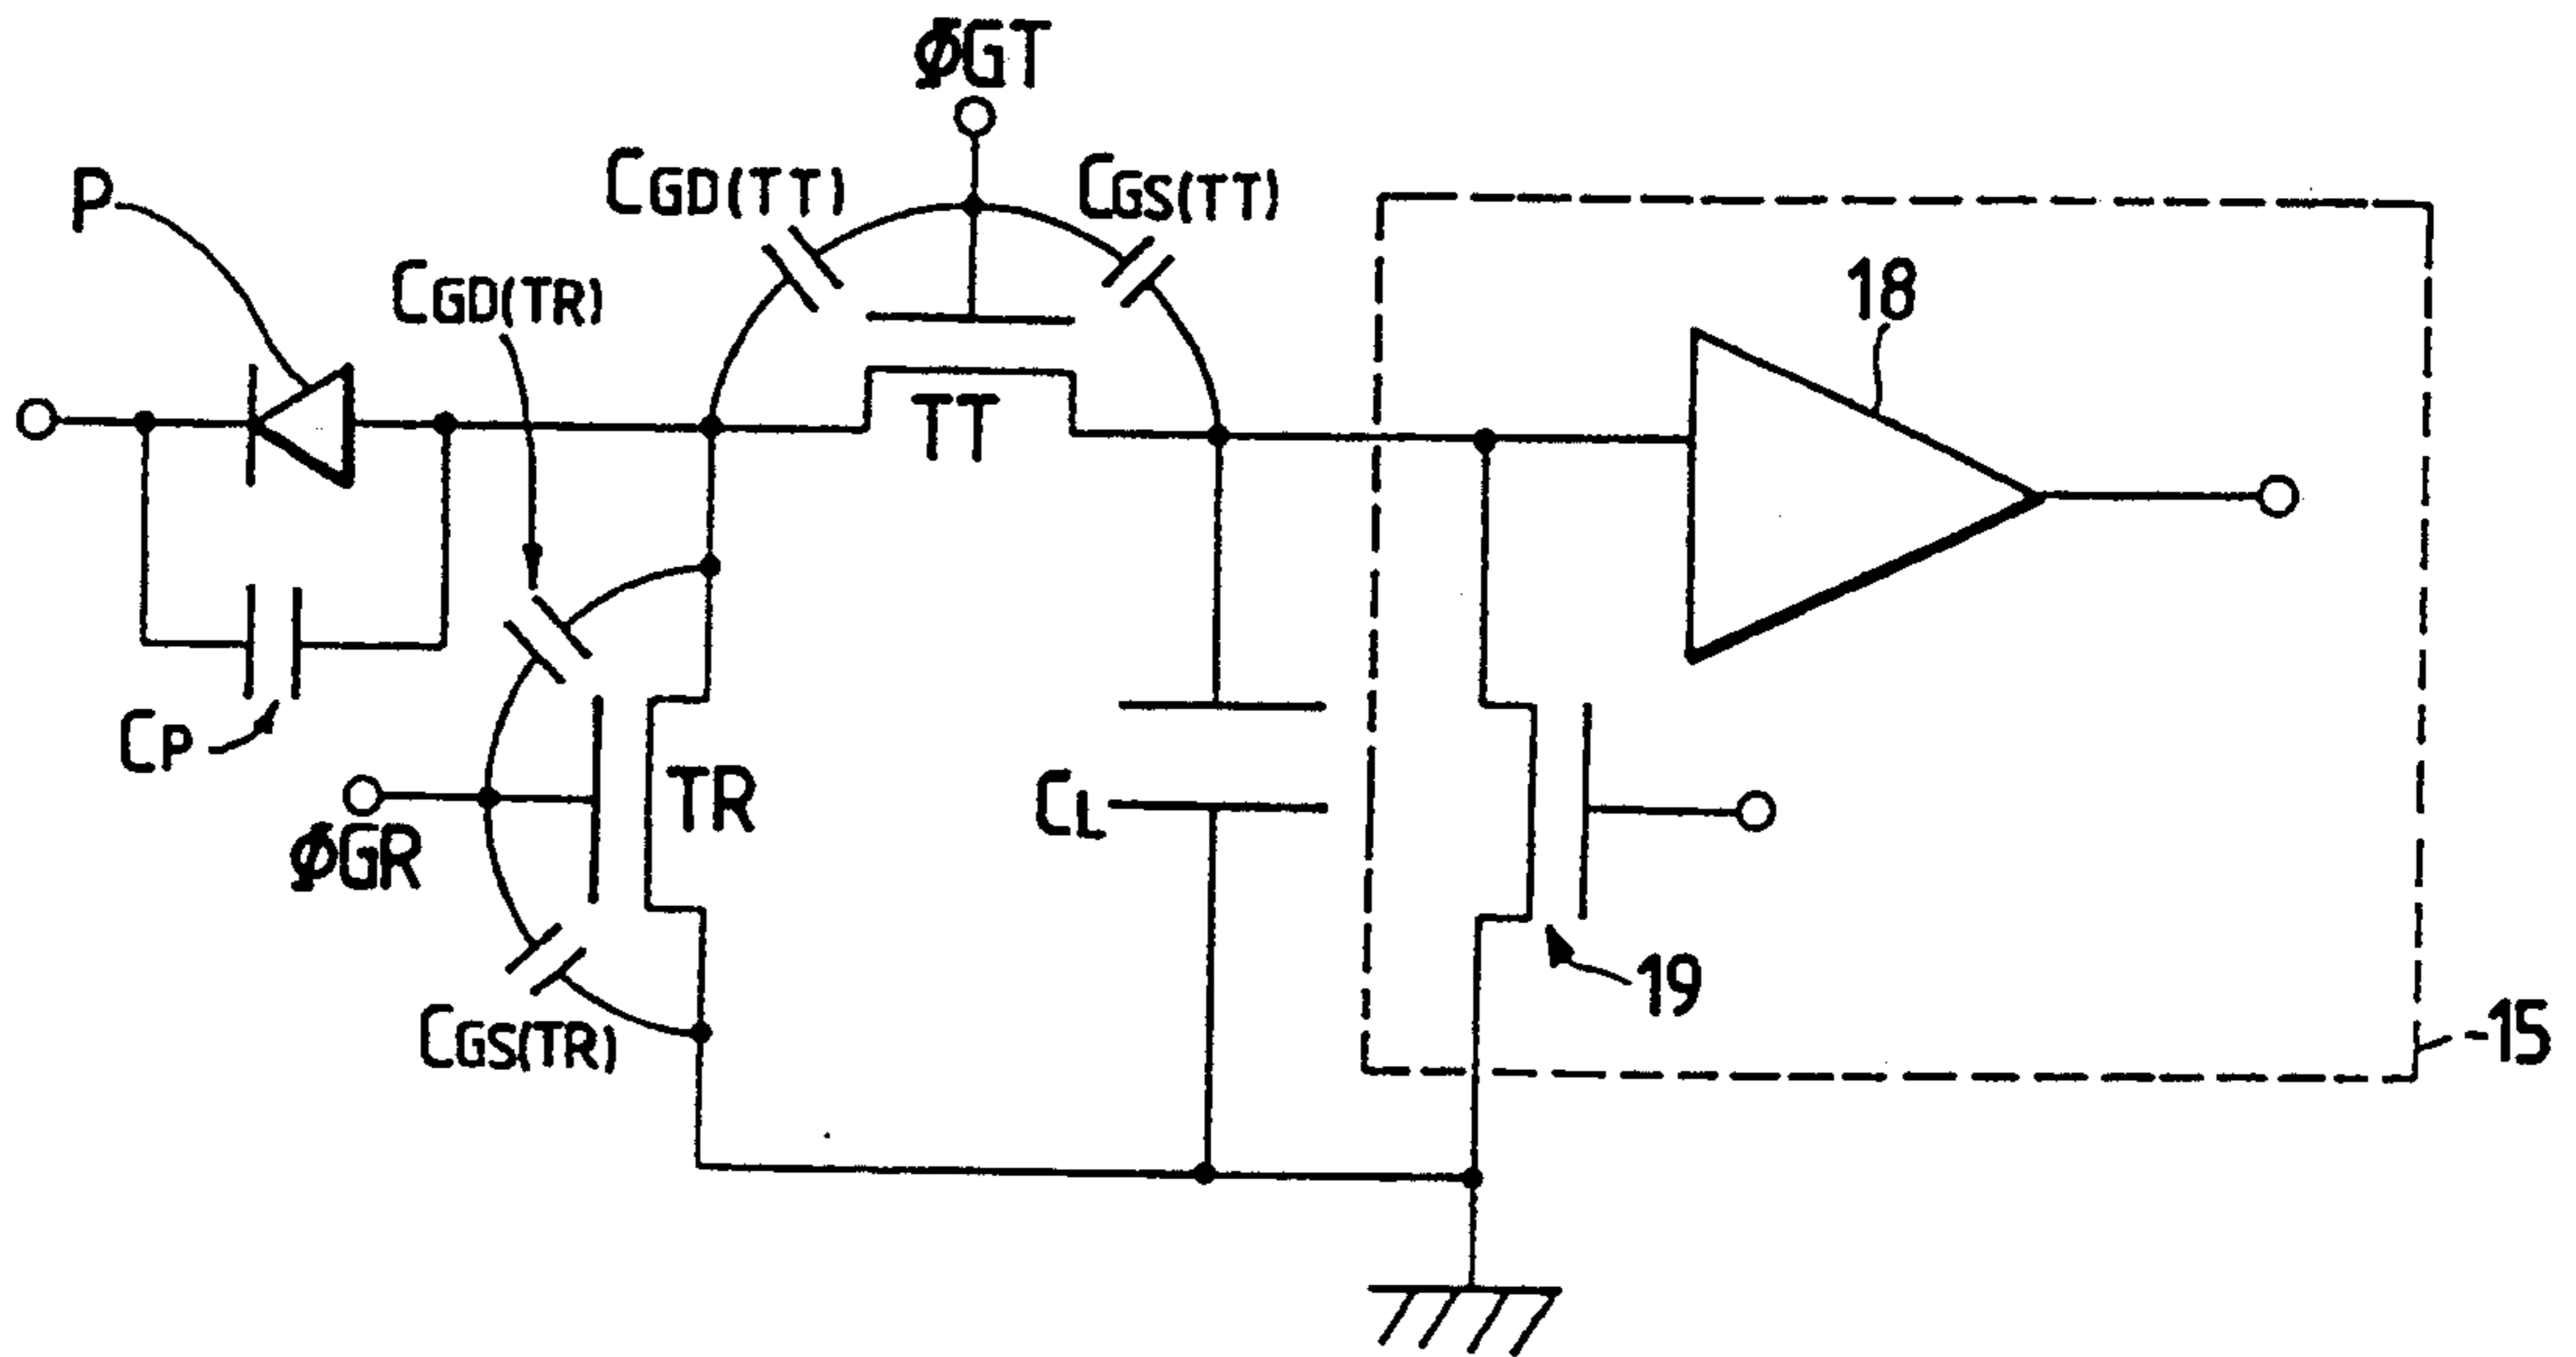 ΦGT
CGD(TT)
CGS(TT)
P
CGD(TR)
18
TT
CP
TR
CL
ΦGR
19
CGS(TR)
15